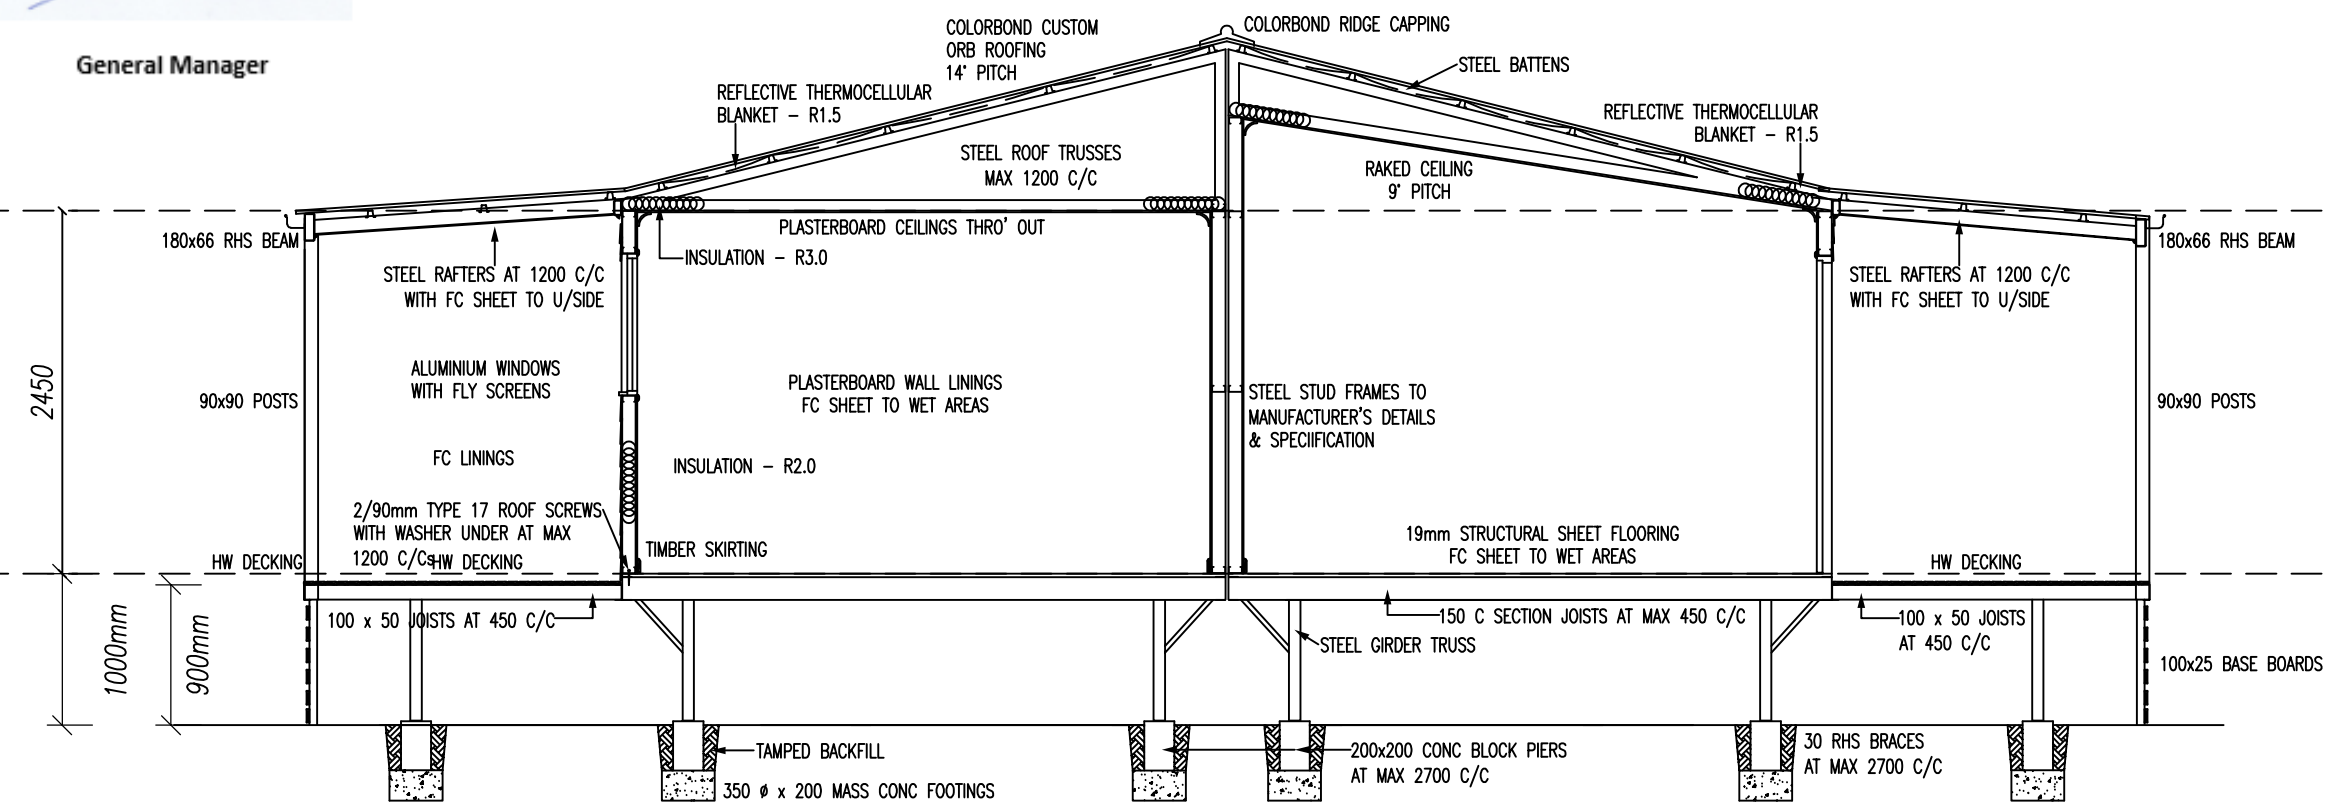 General Manager
COLORBOND CUSTOM
ORB ROOFING
14° PITCH
COLORBOND RIDGE CAPPING
STEEL BATTENS
REFLECTIVE THERMOCELLULAR
BLANKET - R1.5
REFLECTIVE THERMOCELLULAR
BLANKET - R1.5
STEEL ROOF TRUSSES
MAX 1200 C/C
RAKED CEILING
9° PITCH
PLASTERBOARD CEILINGS THRO' OUT
180x66 RHS BEAM
180x66 RHS BEAM
INSULATION - R3.0
STEEL RAFTERS AT 1200 C/C
WITH FC SHEET TO U/SIDE
STEEL RAFTERS AT 1200 C/C
WITH FC SHEET TO U/SIDE
2450
ALUMINIUM WINDOWS
WITH FLY SCREENS
PLASTERBOARD WALL LININGS
FC SHEET TO WET AREAS
STEEL STUD FRAMES TO
MANUFACTURER'S DETAILS
& SPECIIFICATION
90x90 POSTS
90x90 POSTS
FC LININGS
INSULATION - R2.0
2/90mm TYPE 17 ROOF SCREWS
WITH WASHER UNDER AT MAX
1200 C/Cs
HW DECKING
HW DECKING
TIMBER SKIRTING
19mm STRUCTURAL SHEET FLOORING
FC SHEET TO WET AREAS
HW DECKING
1000mm
900mm
100 x 50 JOISTS AT 450 C/C
150 C SECTION JOISTS AT MAX 450 C/C
STEEL GIRDER TRUSS
100 x 50 JOISTS
AT 450 C/C
100x25 BASE BOARDS
TAMPED BACKFILL
350 ø x 200 MASS CONC FOOTINGS
200x200 CONC BLOCK PIERS
AT MAX 2700 C/C
30 RHS BRACES
AT MAX 2700 C/C